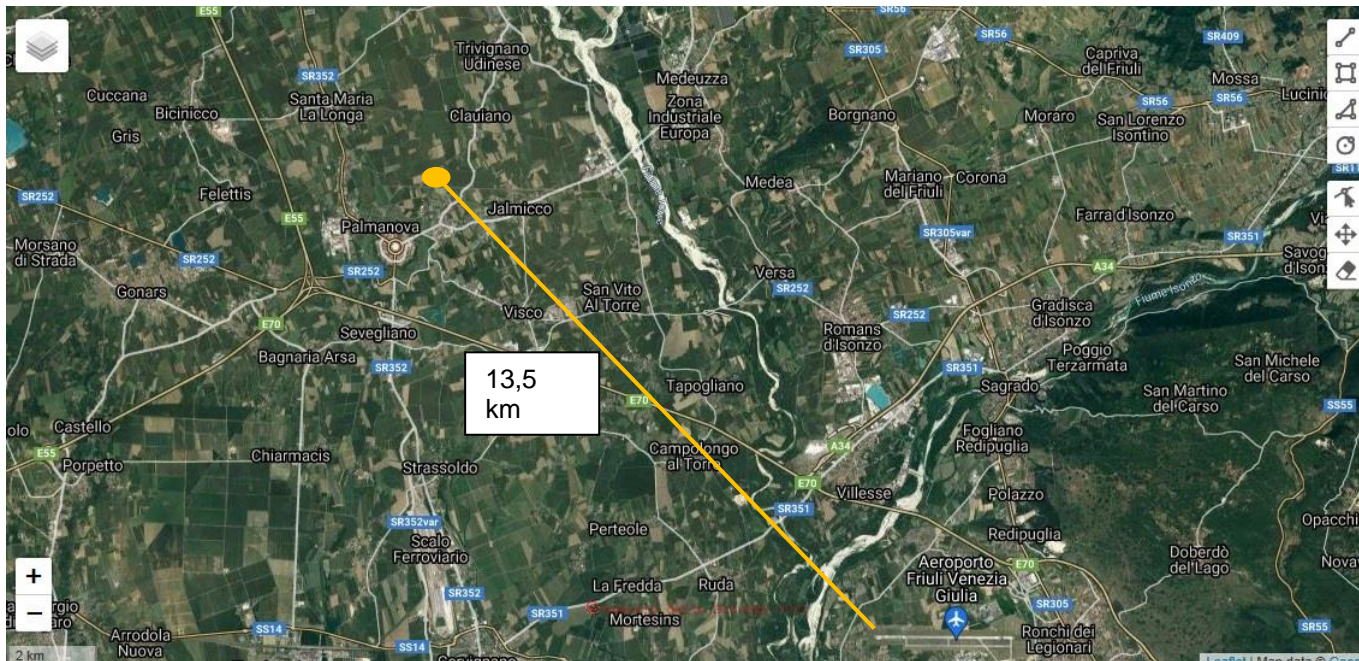 E55
SR56
SR56
SR409
Trivignano
Udinese
SR305
Capriva
del Friuli
SR352
Medeuzza
Mossa
Cuccana
Santa Maria
La Longa
Zona
Industriale
Europa
SR56
SR56
Lucinic
Bicinicco
Clauiano
Borgnano
Moraro
San Lorenzo
Isontino
Gris
SR252
Felettis
Jalmicco
Medea
Mariano
del Friuli
Corona
E55
Palmanova
Farra d'Isonzo
Morsano
di Strada
SR305var
SR351
SR252
SR252
Versa
A34
Savog
d'Ison
Gonars
San Vito
Al Torre
SR252
Fiume Isonzo
Visco
Gradisca
d'Isonzo
E70
Sevegliano
SR252
Romans
d'Isonzo
Bagnaria Arsa
SR352
13,5
km
SR351
Poggio
Terzarmata
San Michele
del Carso
Tapogliano
Sagrado
San Martino
del Carso
E70
SS55
Castello
Fogliano
Redipuglia
E55
Porpetto
Chiarmacis
Strassoldo
Campolongo
al Torre
A34
E70
Villesse
Polazzo
SR351
SR352var
Perteole
Redipuglia
Opacchi
Scalo
Ferroviario
Aeroporto
Friuli Venezia
Giulia
E70
Doberdò
del Lago
Nova
+
La Fredda
Ruda
SR352
SR305
−
SR351
Mortesins
Arrodola
Nuova
SS14
SS14
Ronchi dei
Legionari
SR55
2 km